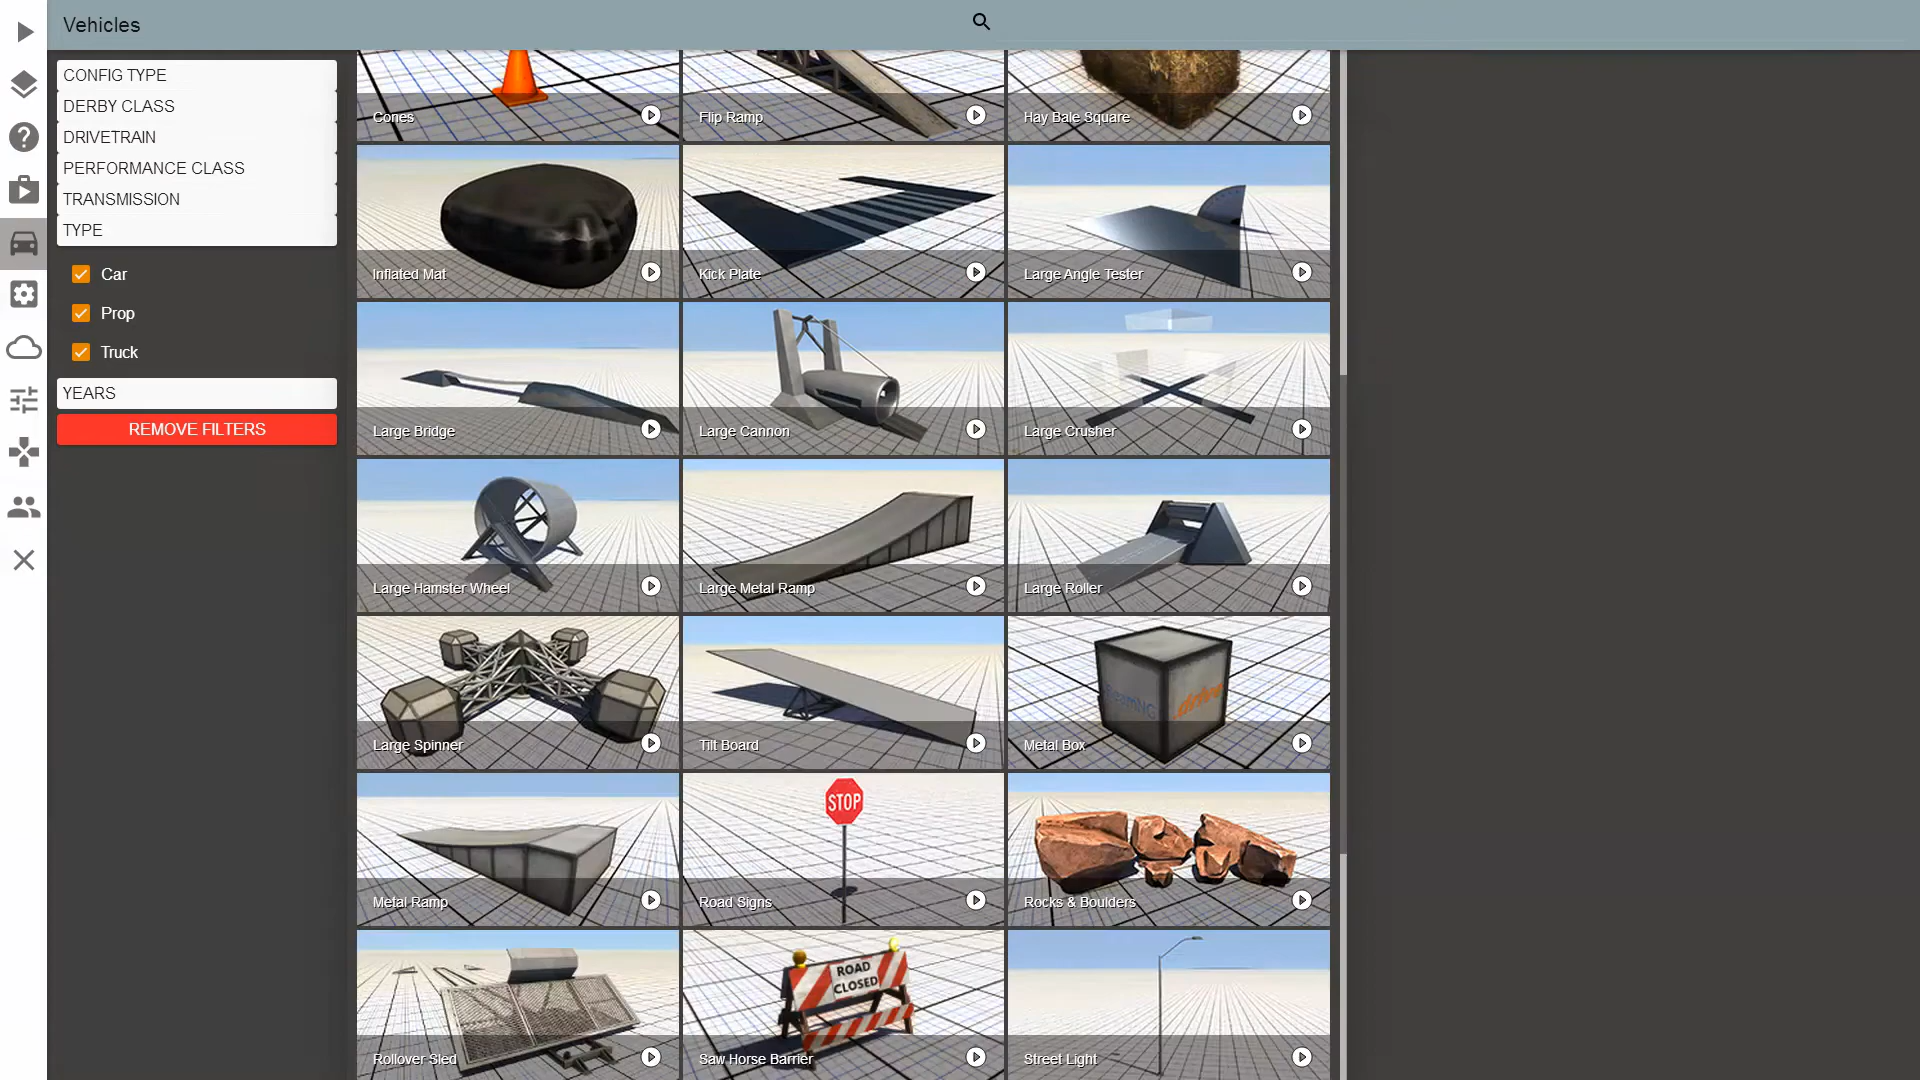 Vehicles
CONFIG TYPE
DERBY CLASS
DRIVETRAIN
PERFORMANCE CLASS
TRANSMISSION
TYPE
Car
Prop
Truck
YEARS
REMOVE FILTERS
Cones
Flip Ramp
Hay Bale Square
Inflated Mat
Kick Plate
Large Angle Tester
Large Bridge
Large Cannon
Large Crusher
Large Hamster Wheel
Large Metal Ramp
Large Roller
Large Spinner
Tilt Board
BeamNG
.drive
Metal Box
Metal Ramp
STOP
Road Signs
Rocks & Boulders
Rollover Sled
ROAD
CLOSED
Saw Horse Barrier
Street Light